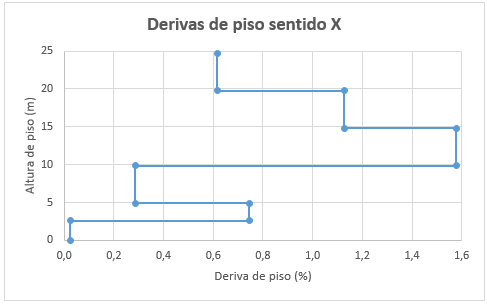 Derivas de piso sentido X
Altura de piso (m)
25
20
15
10
5
0
0,0 0,2 0,4 0,6 0,8 1,0 1,2 1,4 1,6
Deriva de piso (%)